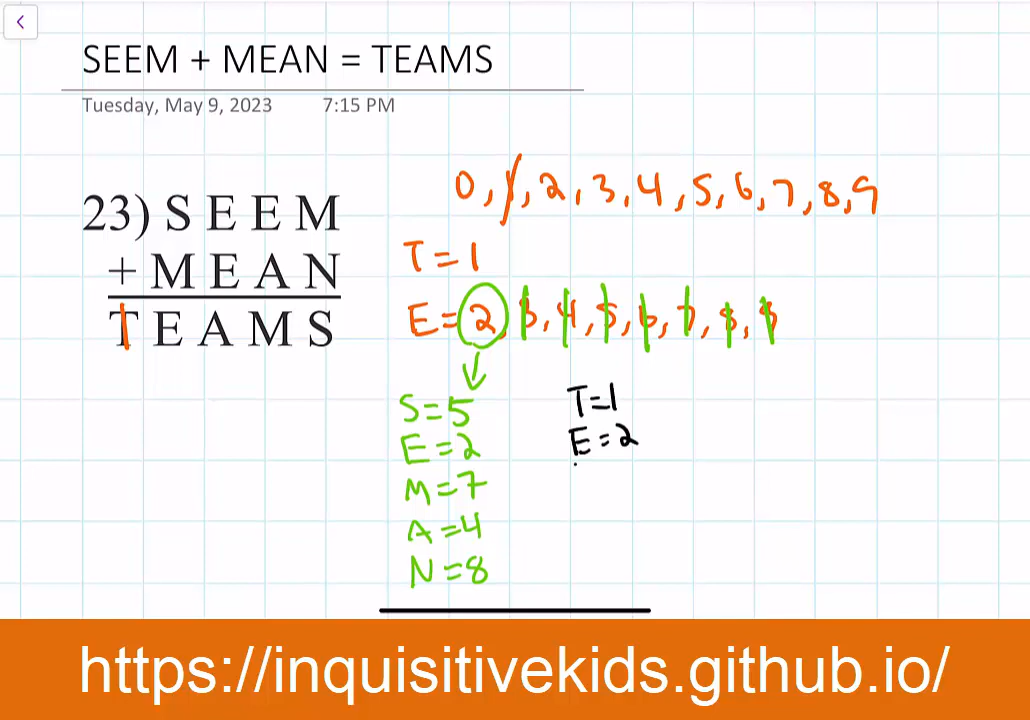 SEEM + MEAN = TEAMS
Tuesday, May 9, 2023 7:15 PM
0, 1, 2, 3, 4, 5, 6, 7, 8, 9
23) S E E M
+ M E A N
T E A M S
T = 1
E = 2, 3, 4, 5, 6, 7, 8, 9
S = 5
E = 2
M = 7
A = 4
N = 8
T = 1
E = 2
https://inquisitivekids.github.io/